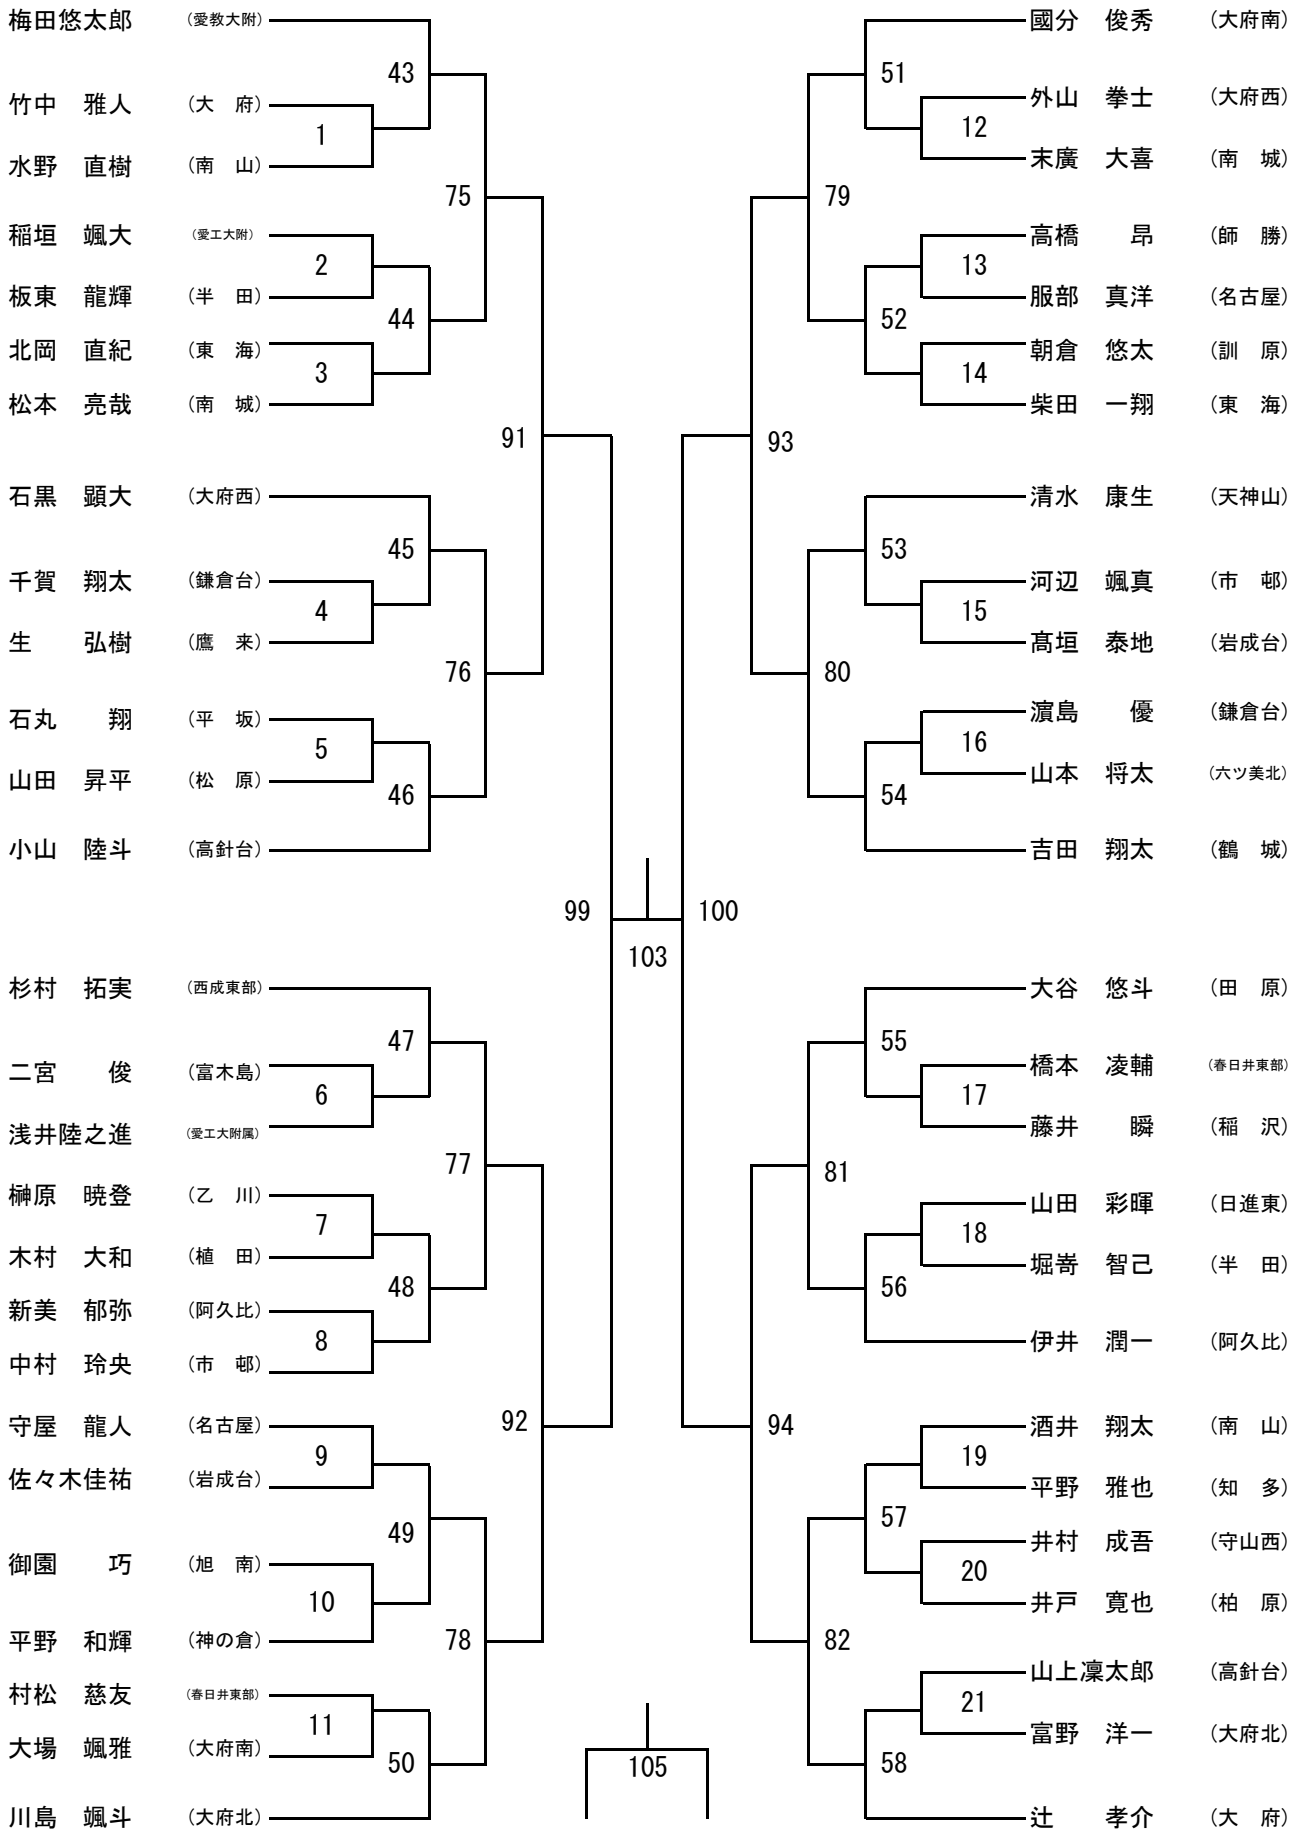 梅田悠太郎 （愛教大附）
43
竹中　雅人 （大　府）
1
水野　直樹 （南　山）
75
稲垣　颯大 （愛工大附）
2
板東　龍輝 （半　田）
44
北岡　直紀 （東　海）
3
松本　亮哉 （南　城）
91
石黒　顕大 （大府西）
45
千賀　翔太 （鎌倉台）
4
生　　弘樹 （鷹　来）
76
石丸　　翔 （平　坂）
5
山田　昇平 （松　原）
46
小山　陸斗 （高針台）
99
杉村　拓実 （西成東部）
47
二宮　　俊 （富木島）
6
浅井陸之進 （愛工大附属）
77
榊原　暁登 （乙　川）
7
木村　大和 （植　田）
48
新美　郁弥 （阿久比）
8
中村　玲央 （市　邨）
92
守屋　龍人 （名古屋）
9
佐々木佳祐 （岩成台）
49
御園　　巧 （旭　南）
10
平野　和輝 （神の倉）
78
村松　慈友 （春日井東部）
11
大場　颯雅 （大府南）
50
川島　颯斗 （大府北）
103
105
國分　俊秀 （大府南）
51
外山　拳士 （大府西）
12
末廣　大喜 （南　城）
79
高橋　　昂 （師　勝）
13
服部　真洋 （名古屋）
52
朝倉　悠太 （訓　原）
14
柴田　一翔 （東　海）
93
清水　康生 （天神山）
53
河辺　颯真 （市　邨）
15
髙垣　泰地 （岩成台）
80
濵島　　優 （鎌倉台）
16
山本　将太 （六ツ美北）
54
吉田　翔太 （鶴　城）
100
大谷　悠斗 （田　原）
55
橋本　凌輔 （春日井東部）
17
藤井　　瞬 （稲　沢）
81
山田　彩暉 （日進東）
18
堀嵜　智己 （半　田）
56
伊井　潤一 （阿久比）
94
酒井　翔太 （南　山）
19
平野　雅也 （知　多）
57
井村　成吾 （守山西）
20
井戸　寛也 （柏　原）
82
山上凜太郎 （高針台）
21
富野　洋一 （大府北）
58
辻　　孝介 （大　府）